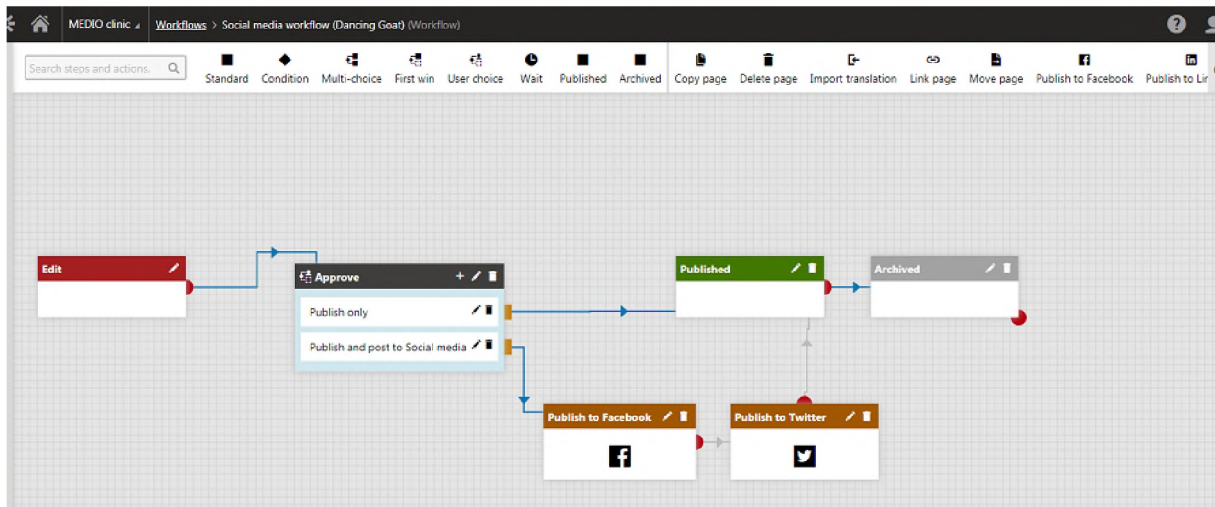 MEDIO clinic Workflows > Social media workflow (Dancing Goat) (Workflow)
Search steps and actions.
Standard Condition Multi-choice First win User choice Wait Published Archived Copy page Delete page Import translation Link page Move page Publish to Facebook Publish to Lir
Edit
Approve
Publish only
Publish and post to Social media
Published
Archived
Publish to Facebook
Publish to Twitter